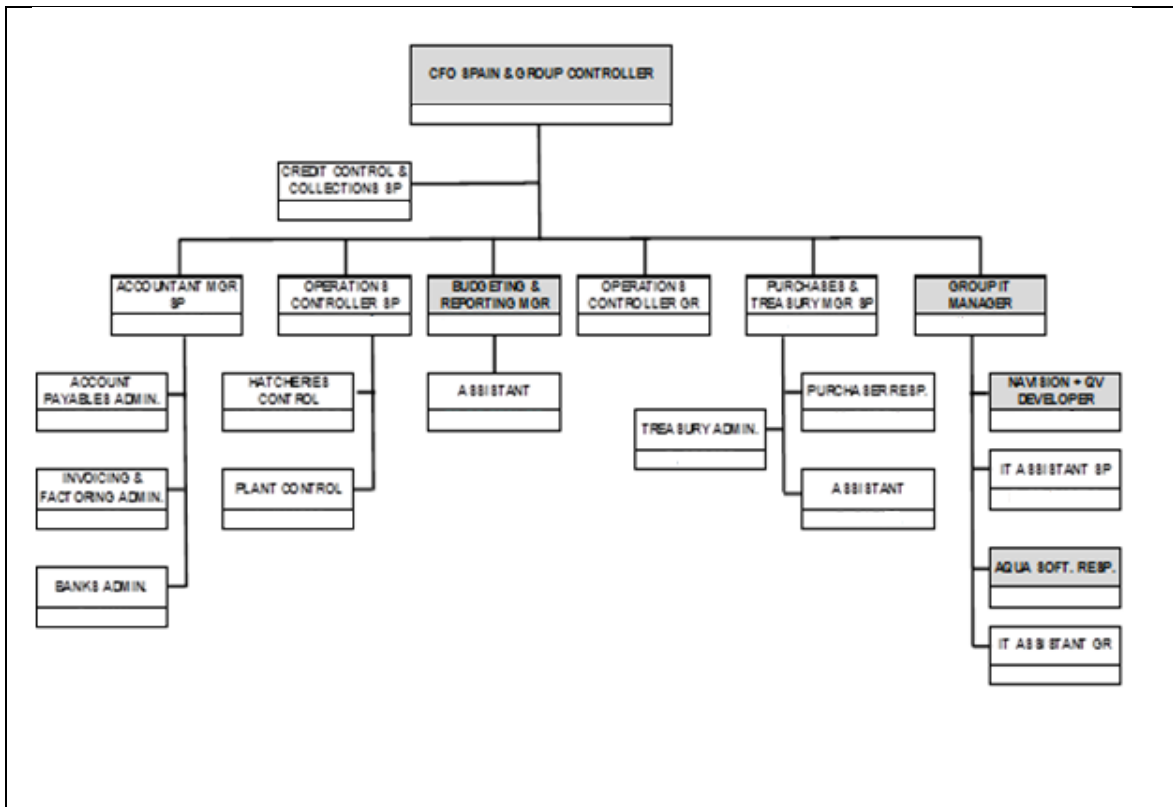 CFO SPAIN & GROUP CONTROLLER
CREDIT CONTROL &
COLLECTIONS SP
ACCOUNTANT MGR
SP
OPERATIONS
CONTROLLER SP
BUDGETING &
REPORTING MGR
OPERATIONS
CONTROLLER GR
PURCHASES &
TREASURY MGR SP
GROUP IT
MANAGER
ACCOUNT
PAYABLES ADMIN.
HATCHERIES
CONTROL
ASSISTANT
PURCHASER RESP.
NAVISION + QV
DEVELOPER
TREASURY ADMIN.
INVOICING &
FACTORING ADMIN.
PLANT CONTROL
ASSISTANT
IT ASSISTANT SP
BANKS ADMIN.
AQUA SOFT. RESP.
IT ASSISTANT GR